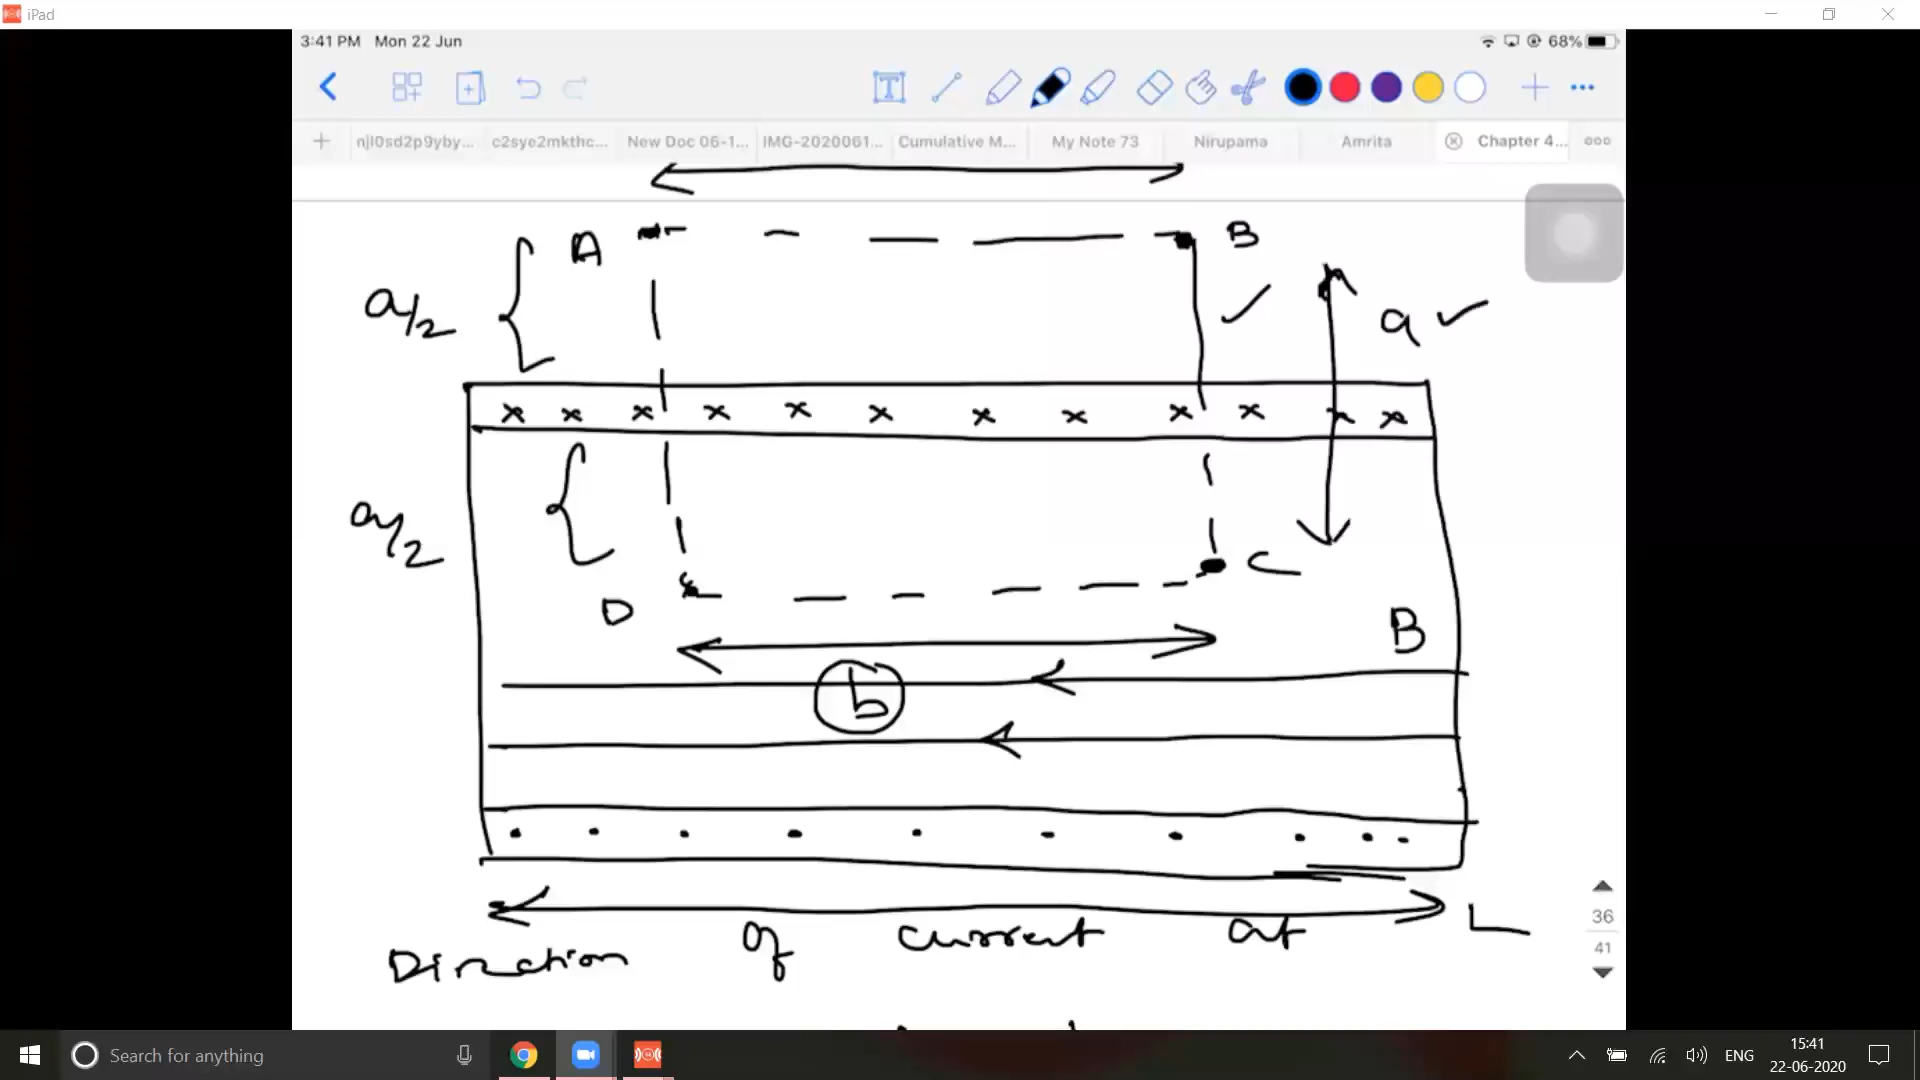 iPad
3:41 PM Mon 22 Jun
68%
njl0sd2p9yby... c2sye2mkthc... New Doc 06-1... IMG-2020061... Cumulative M... My Note 73 Nirupama Amrita Chapter 4...
A B
a/2
a
x x x x x x x x x x x x
a/2
C
D
B
b
L
Direction of current at
36
41
Search for anything
ENG
15:41
22-06-2020